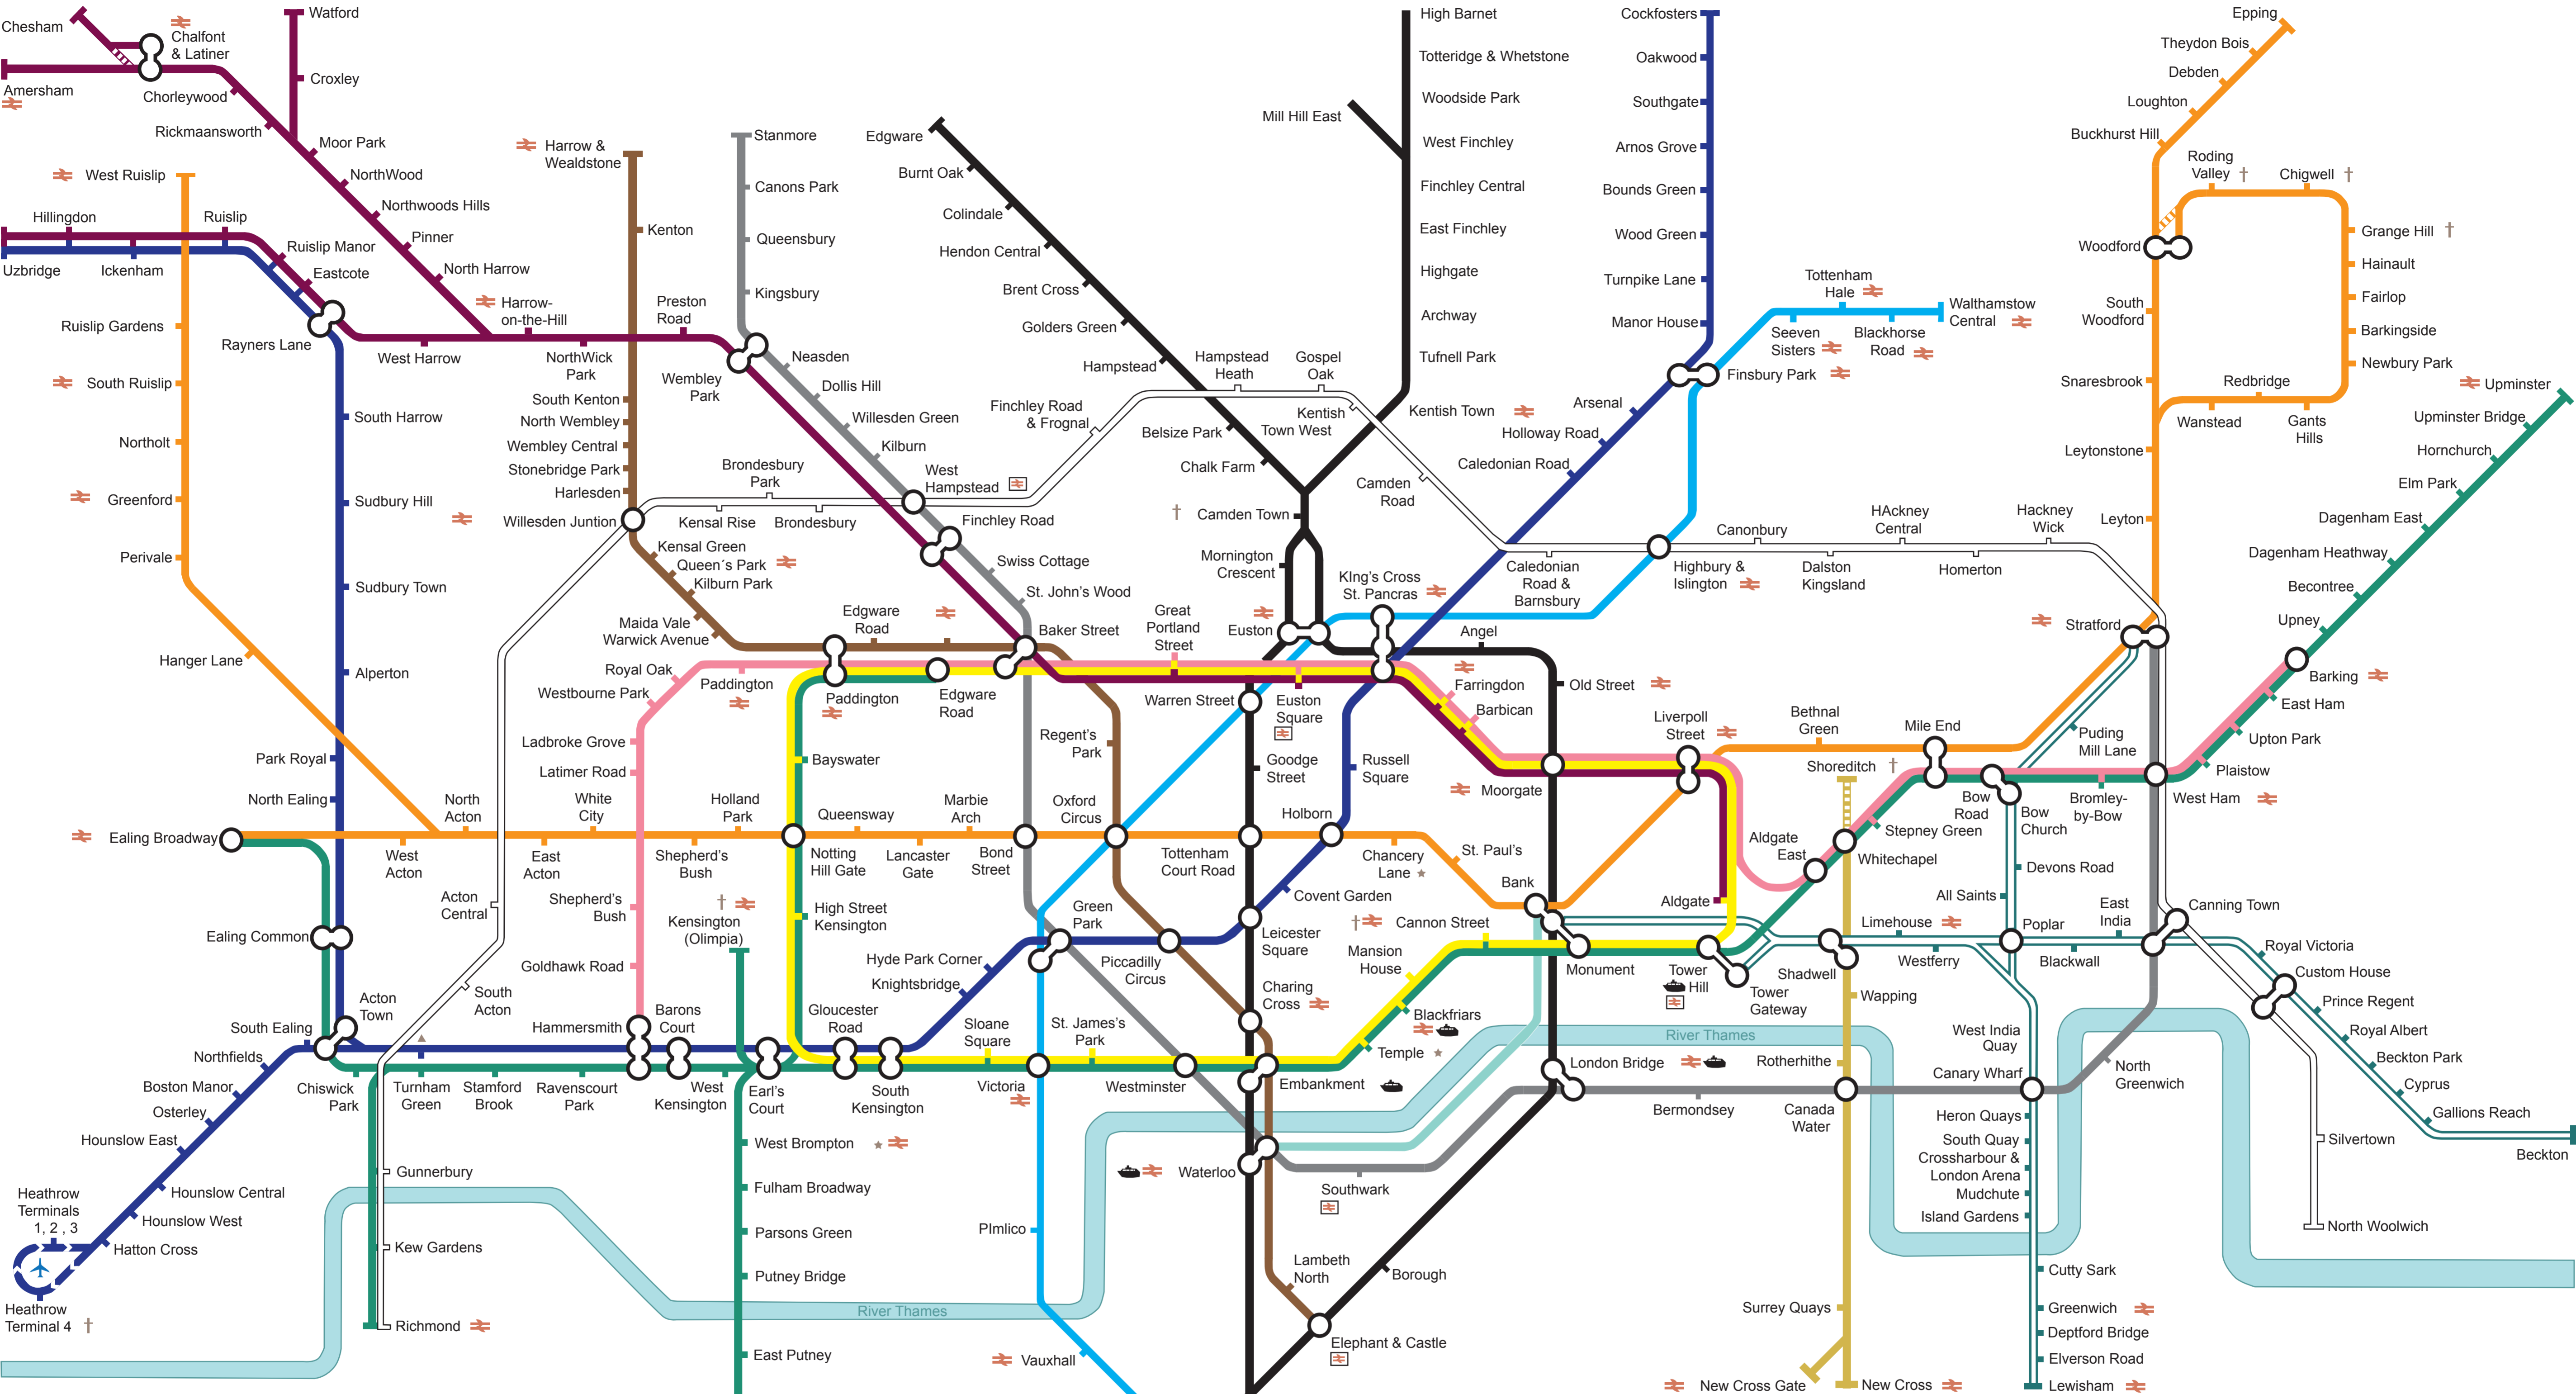 Chesham
Chalfont
& Latiner
Watford
Amersham
Chorleywood
Croxley
Rickmaansworth
Moor Park
NorthWood
Northwoods Hills
Pinner
North Harrow
Harrow-
on-the-Hill
West Ruislip
Hillingdon
Ruislip
Ruislip Manor
Eastcote
Uzbridge
Ickenham
Rayners Lane
West Harrow
NorthWick
Park
Preston
Road
Wembley
Park
Ruislip Gardens
South Ruislip
Northolt
Greenford
Perivale
Hanger Lane
South Harrow
Sudbury Hill
Sudbury Town
Alperton
Park Royal
North Ealing
Harrow &
Wealdstone
Kenton
South Kenton
North Wembley
Wembley Central
Stonebridge Park
Harlesden
Willesden Juntion
Kensal Green
Queen´s Park
Kilburn Park
Maida Vale
Warwick Avenue
Stanmore
Canons Park
Queensbury
Kingsbury
Neasden
Dollis Hill
Willesden Green
Kilburn
West
Hampstead
Finchley Road
Swiss Cottage
St. John's Wood
Baker Street
Brondesbury
Park
Kensal Rise
Brondesbury
Finchley Road
& Frognal
Hampstead
Heath
Gospel
Oak
Kentish
Town West
Camden
Road
Caledonian
Road &
Barnsbury
Edgware
Burnt Oak
Colindale
Hendon Central
Brent Cross
Golders Green
Hampstead
Belsize Park
Chalk Farm
Camden Town
Mornington
Crescent
Euston
Mill Hill East
High Barnet
Totteridge & Whetstone
Woodside Park
West Finchley
Finchley Central
East Finchley
Highgate
Archway
Tufnell Park
Kentish Town
Cockfosters
Oakwood
Southgate
Arnos Grove
Bounds Green
Wood Green
Turnpike Lane
Manor House
Finsbury Park
Arsenal
Holloway Road
Caledonian Road
KIng's Cross
St. Pancras
Tottenham
Hale
Seeven
Sisters
Blackhorse
Road
Walthamstow
Central
Highbury &
Islington
Canonbury
Dalston
Kingsland
HAckney
Central
Homerton
Hackney
Wick
Epping
Theydon Bois
Debden
Loughton
Buckhurst Hill
Roding
Valley
Chigwell
Grange Hill
Hainault
Fairlop
Barkingside
Newbury Park
Woodford
South
Woodford
Snaresbrook
Redbridge
Wanstead
Gants
Hills
Leytonstone
Leyton
Stratford
Upminster
Upminster Bridge
Hornchurch
Elm Park
Dagenham East
Dagenham Heathway
Becontree
Upney
Barking
East Ham
Upton Park
Plaistow
West Ham
Bromley-
by-Bow
Bow
Road
Bow
Church
Puding
Mill Lane
Mile End
Bethnal
Green
Stepney Green
Whitechapel
Shoreditch
Aldgate
East
Aldgate
Liverpoll
Street
Moorgate
Barbican
Farringdon
Old Street
Angel
Edgware
Road
Great
Portland
Street
Euston
Square
Warren Street
Royal Oak
Westbourne Park
Paddington
Paddington
Edgware
Road
Ladbroke Grove
Latimer Road
Bayswater
Regent's
Park
Goodge
Street
Russell
Square
Ealing Broadway
West
Acton
North
Acton
East
Acton
White
City
Shepherd's
Bush
Holland
Park
Notting
Hill Gate
Queensway
Lancaster
Gate
Marbie
Arch
Bond
Street
Oxford
Circus
Tottenham
Court Road
Holborn
Chancery
Lane
St. Paul's
Bank
Acton
Central
Shepherd's
Bush
Kensington
(Olimpia)
High Street
Kensington
Green
Park
Covent Garden
Leicester
Square
Cannon Street
Mansion
House
Monument
Tower
Hill
Tower
Gateway
Shadwell
Limehouse
Westferry
Devons Road
All Saints
Poplar
East
India
Blackwall
Canning Town
Royal Victoria
Custom House
Prince Regent
Royal Albert
Beckton Park
Cyprus
Gallions Reach
Beckton
Silvertown
North Woolwich
Ealing Common
Goldhawk Road
Hyde Park Corner
Knightsbridge
Piccadilly
Circus
Charing
Cross
Blackfriars
Temple
South
Acton
Acton
Town
South Ealing
Northfields
Boston Manor
Osterley
Hounslow East
Hounslow Central
Hounslow West
Hatton Cross
Heathrow
Terminals
1, 2 , 3
Heathrow
Terminal 4
Chiswick
Park
Turnham
Green
Stamford
Brook
Ravenscourt
Park
Hammersmith
Barons
Court
West
Kensington
Earl's
Court
Gloucester
Road
South
Kensington
Sloane
Square
Victoria
St. James's
Park
Westminster
Embankment
Waterloo
Southwark
London Bridge
Bermondsey
Canada
Water
Canary Wharf
North
Greenwich
Wapping
Rotherhithe
West India
Quay
Heron Quays
South Quay
Crossharbour &
London Arena
Mudchute
Island Gardens
Cutty Sark
Greenwich
Deptford Bridge
Elverson Road
Lewisham
Surrey Quays
New Cross Gate
New Cross
Gunnerbury
Kew Gardens
Richmond
West Brompton
Fulham Broadway
Parsons Green
Putney Bridge
East Putney
PImlico
Vauxhall
Lambeth
North
Borough
Elephant & Castle
River Thames
River Thames